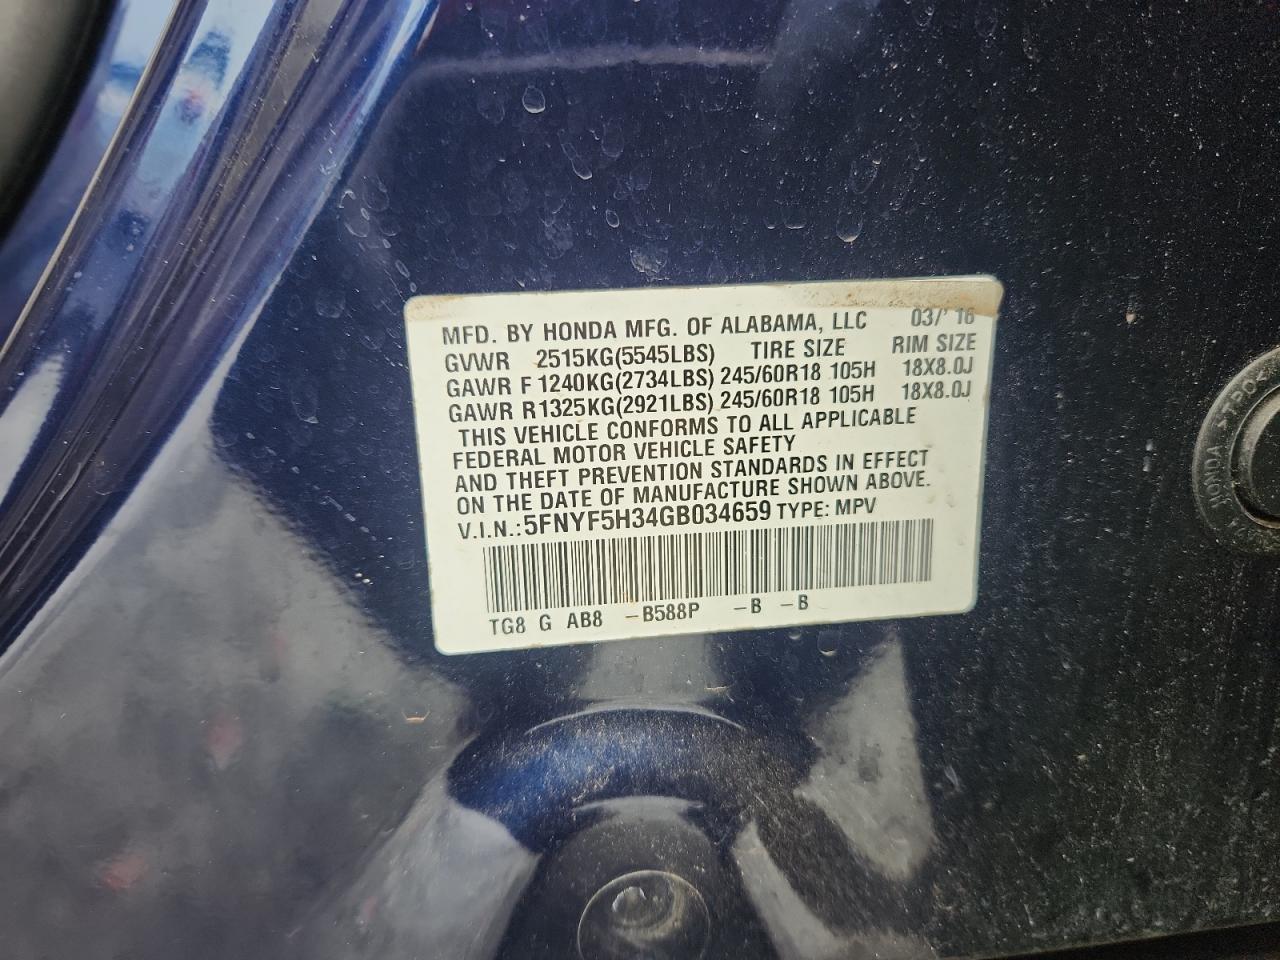 MFD. BY HONDA MFG. OF ALABAMA, LLC 03/'16
GVWR 2515KG(5545LBS) TIRE SIZE RIM SIZE
GAWR F 1240KG(2734LBS) 245/60R18 105H 18X8.0J
GAWR R 1325KG(2921LBS) 245/60R18 105H 18X8.0J
THIS VEHICLE CONFORMS TO ALL APPLICABLE
FEDERAL MOTOR VEHICLE SAFETY
AND THEFT PREVENTION STANDARDS IN EFFECT
ON THE DATE OF MANUFACTURE SHOWN ABOVE.
V.I.N.:5FNYF5H34GB034659 TYPE: MPV
TG8 G AB8 -B588P -B -B
HONDA